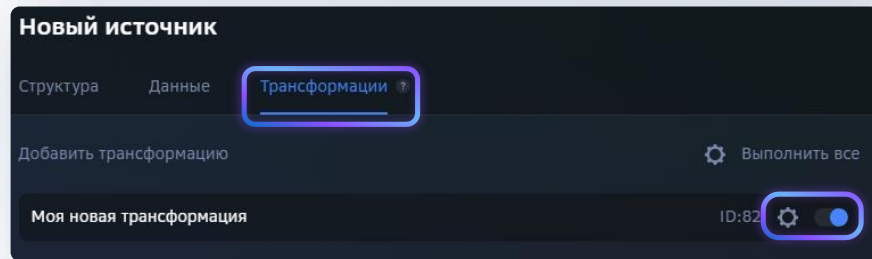 Новый источник
Структура Данные Трансформации ?
Добавить трансформацию Выполнить все
Моя новая трансформация ID:82